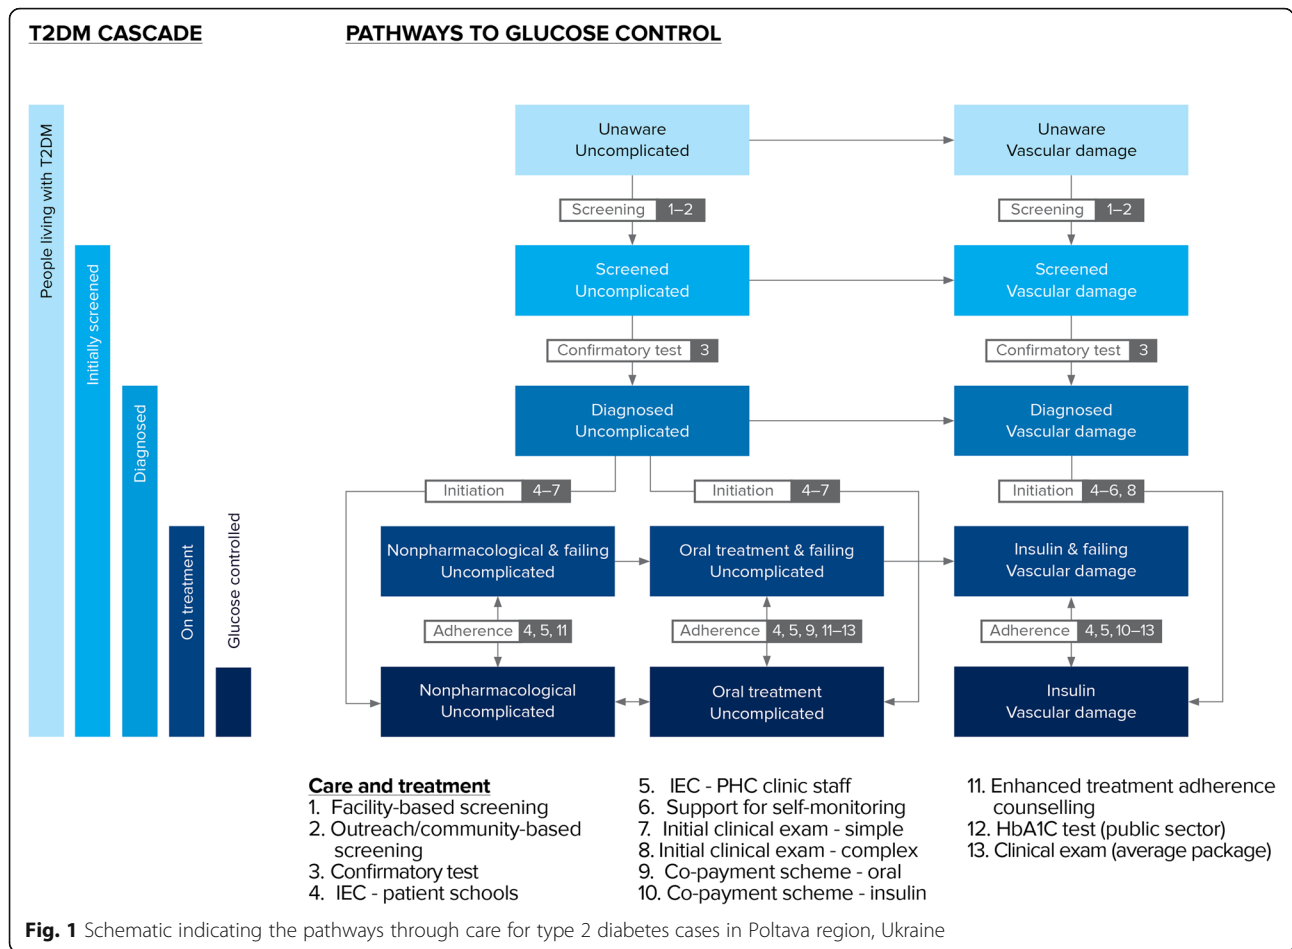 T2DM CASCADE
PATHWAYS TO GLUCOSE CONTROL
People living with T2DM
Initially screened
Diagnosed
On treatment
Glucose controlled
Unaware
Uncomplicated
Unaware
Vascular damage
Screening 1–2
Screening 1–2
Screened
Uncomplicated
Screened
Vascular damage
Confirmatory test 3
Confirmatory test 3
Diagnosed
Uncomplicated
Diagnosed
Vascular damage
Initiation 4–7
Initiation 4–7
Initiation 4–6, 8
Nonpharmacological & failing
Uncomplicated
Oral treatment & failing
Uncomplicated
Insulin & failing
Vascular damage
Adherence 4, 5, 11
Adherence 4, 5, 9, 11–13
Adherence 4, 5, 10–13
Nonpharmacological
Uncomplicated
Oral treatment
Uncomplicated
Insulin
Vascular damage
Care and treatment
1. Facility-based screening
2. Outreach/community-based
screening
3. Confirmatory test
4. IEC - patient schools
5. IEC - PHC clinic staff
6. Support for self-monitoring
7. Initial clinical exam - simple
8. Initial clinical exam - complex
9. Co-payment scheme - oral
10. Co-payment scheme - insulin
11. Enhanced treatment adherence
counselling
12. HbA1C test (public sector)
13. Clinical exam (average package)
Fig. 1 Schematic indicating the pathways through care for type 2 diabetes cases in Poltava region, Ukraine